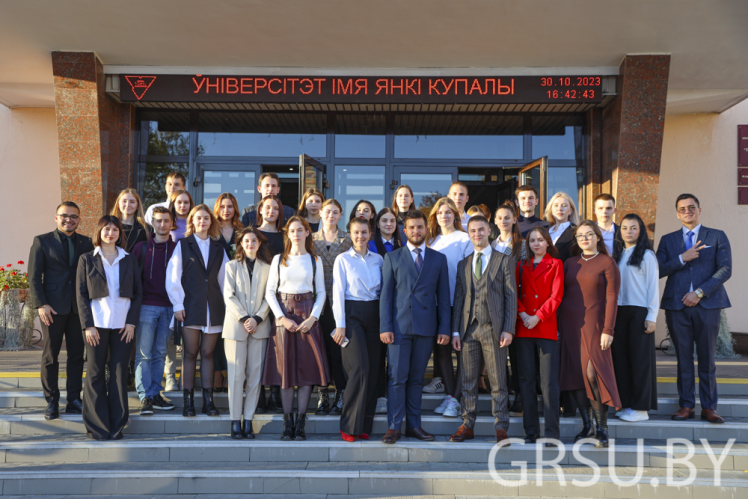 ЎНІВЕРСІТЭТ ІМЯ ЯНКІ КУПАЛЫ
30.10.2023
16:42:43
GRSU.BY